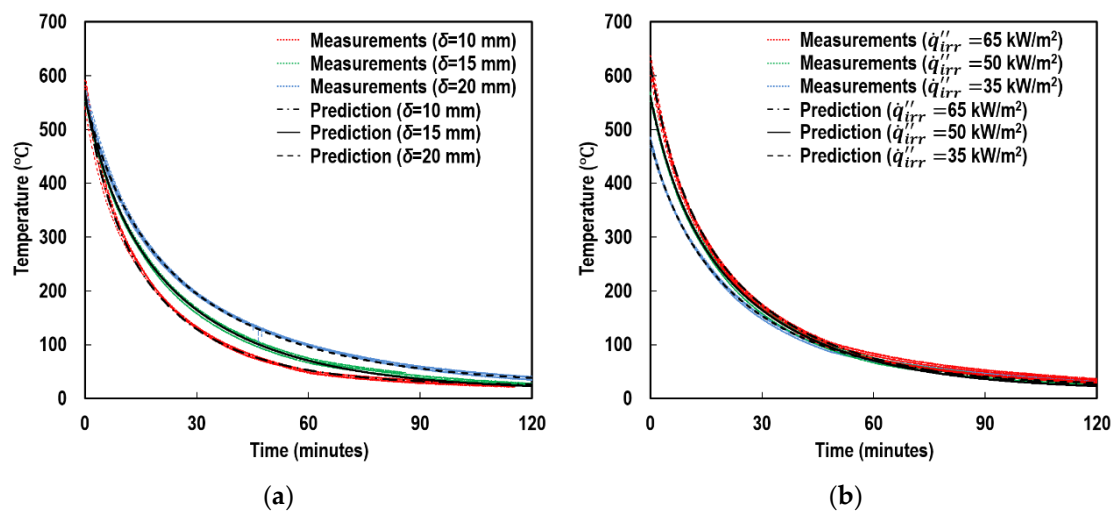 700
600
500
400
300
200
100
0
Temperature (°C)
Measurements (δ=10 mm)
Measurements (δ=15 mm)
Measurements (δ=20 mm)
Prediction (δ=10 mm)
Prediction (δ=15 mm)
Prediction (δ=20 mm)
0 30 60 90 120
Time (minutes)
(a)
700
600
500
400
300
200
100
0
Temperature (°C)
Measurements (q̇''irr =65 kW/m²)
Measurements (q̇''irr =50 kW/m²)
Measurements (q̇''irr =35 kW/m²)
Prediction (q̇''irr =65 kW/m²)
Prediction (q̇''irr =50 kW/m²)
Prediction (q̇''irr =35 kW/m²)
0 30 60 90 120
Time (minutes)
(b)